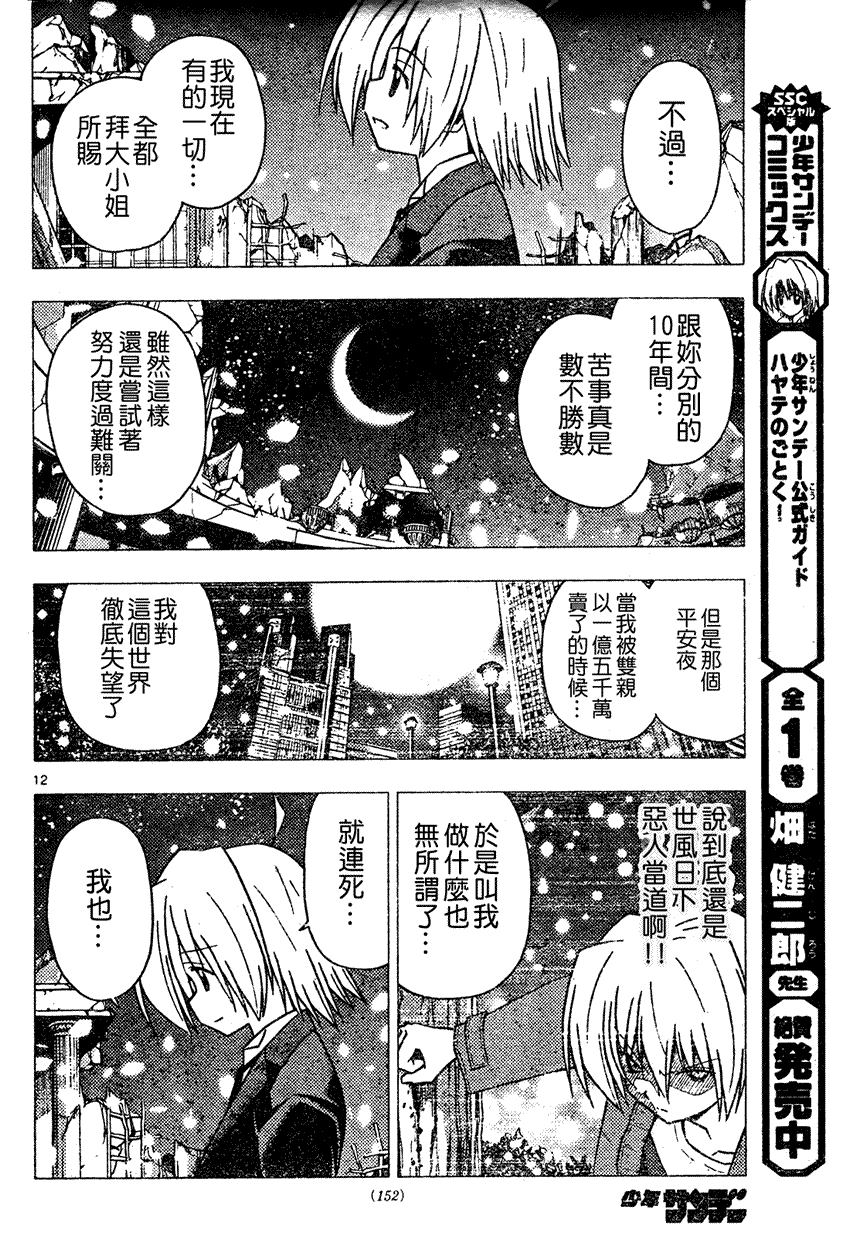 不過…
我現在
有的一切…
全都
拜大小姐
所賜
跟妳分別的
10年間…
苦事真是
數不勝數
雖然這樣
還是嘗試著
努力度過難關…
但是那個
平安夜
當我被雙親
以一億五千萬
賣了的時候…
我對
這個世界
徹底失望了
說到底還是
世風日下
惡人當道啊!!
於是叫我
做什麼也
無所謂了…
就連死…
我也…
12
(152)
少年サンデー
SSC
スペシャル
版
少年サンデー
コミックス
少年サンデー公式ガイド
ハヤテのごとく!
全1巻
畑健二郎先生
絶賛
発売中